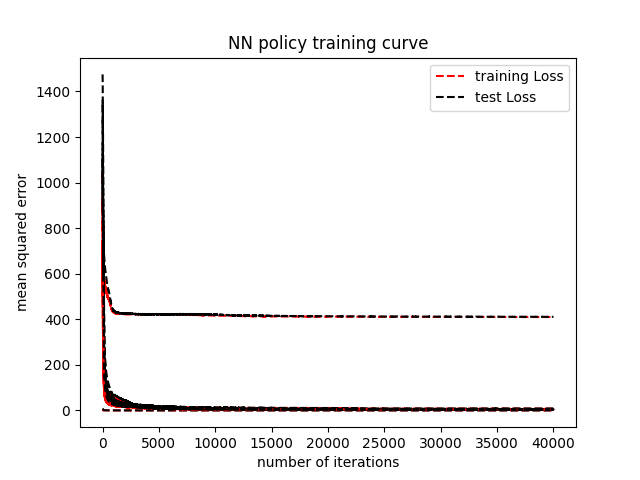 NN policy training curve
training Loss
test Loss
mean squared error
1400
1200
1000
800
600
400
200
0
0 5000 10000 15000 20000 25000 30000 35000 40000
number of iterations